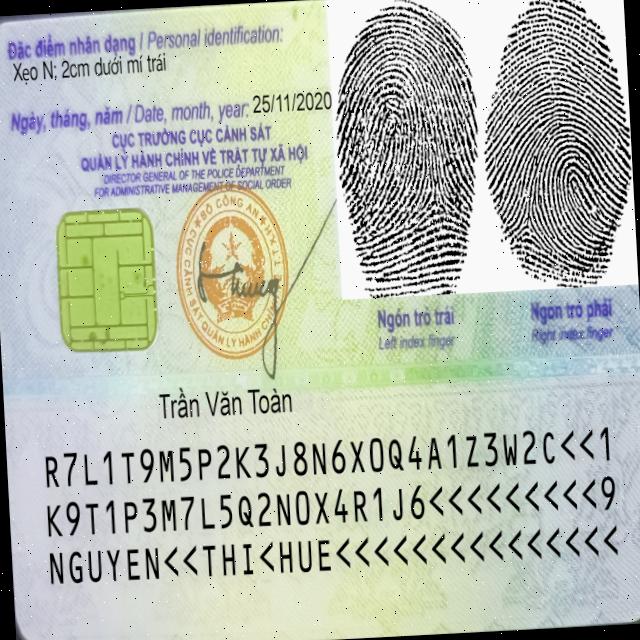 Đặc điểm nhân dạng / Personal identification:
Xẹo N; 2cm dưới mí trái
Ngày, tháng, năm / Date, month, year: 25/11/2020
CỤC TRƯỞNG CỤC CẢNH SÁT
QUẢN LÝ HÀNH CHÍNH VỀ TRẬT TỰ XÃ HỘI
DIRECTOR GENERAL OF THE POLICE DEPARTMENT
FOR ADMINISTRATIVE MANAGEMENT OF SOCIAL ORDER
BỘ CÔNG AN
CỤC CẢNH SÁT QUẢN LÝ HÀNH CHÍNH
Ngón trỏ trái
Left index finger
Ngón trỏ phải
Right index finger
Trần Văn Toàn
R7L1T9M5P2K3J8N6X0Q4A1Z3W2C<<1
K9T1P3M7L5Q2N0X4R1J6<<<<<<<<<9
NGUYEN<<THI<HUE<<<<<<<<<<<<<<<